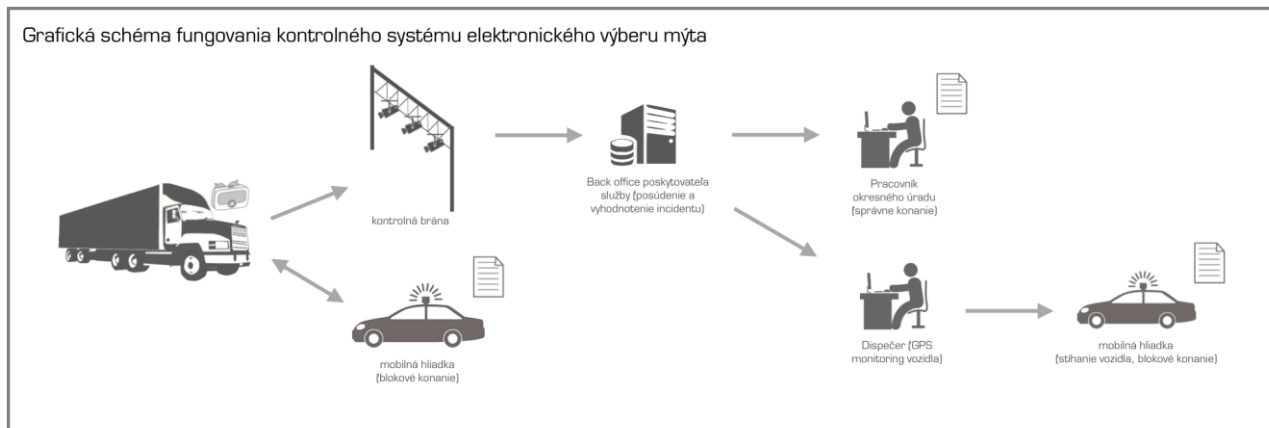 Grafická schéma fungovania kontrolného systému elektronického výberu mýta
kontrolná brána
mobilná hliadka
(blokové konanie)
Back office poskytovateľa
služby (posúdenie a
vyhodnotenie incidentu)
Pracovník
okresného úradu
(správne konanie)
Dispečer (GPS
monitoring vozidla)
mobilná hliadka
(stíhanie vozidla, blokové konanie)